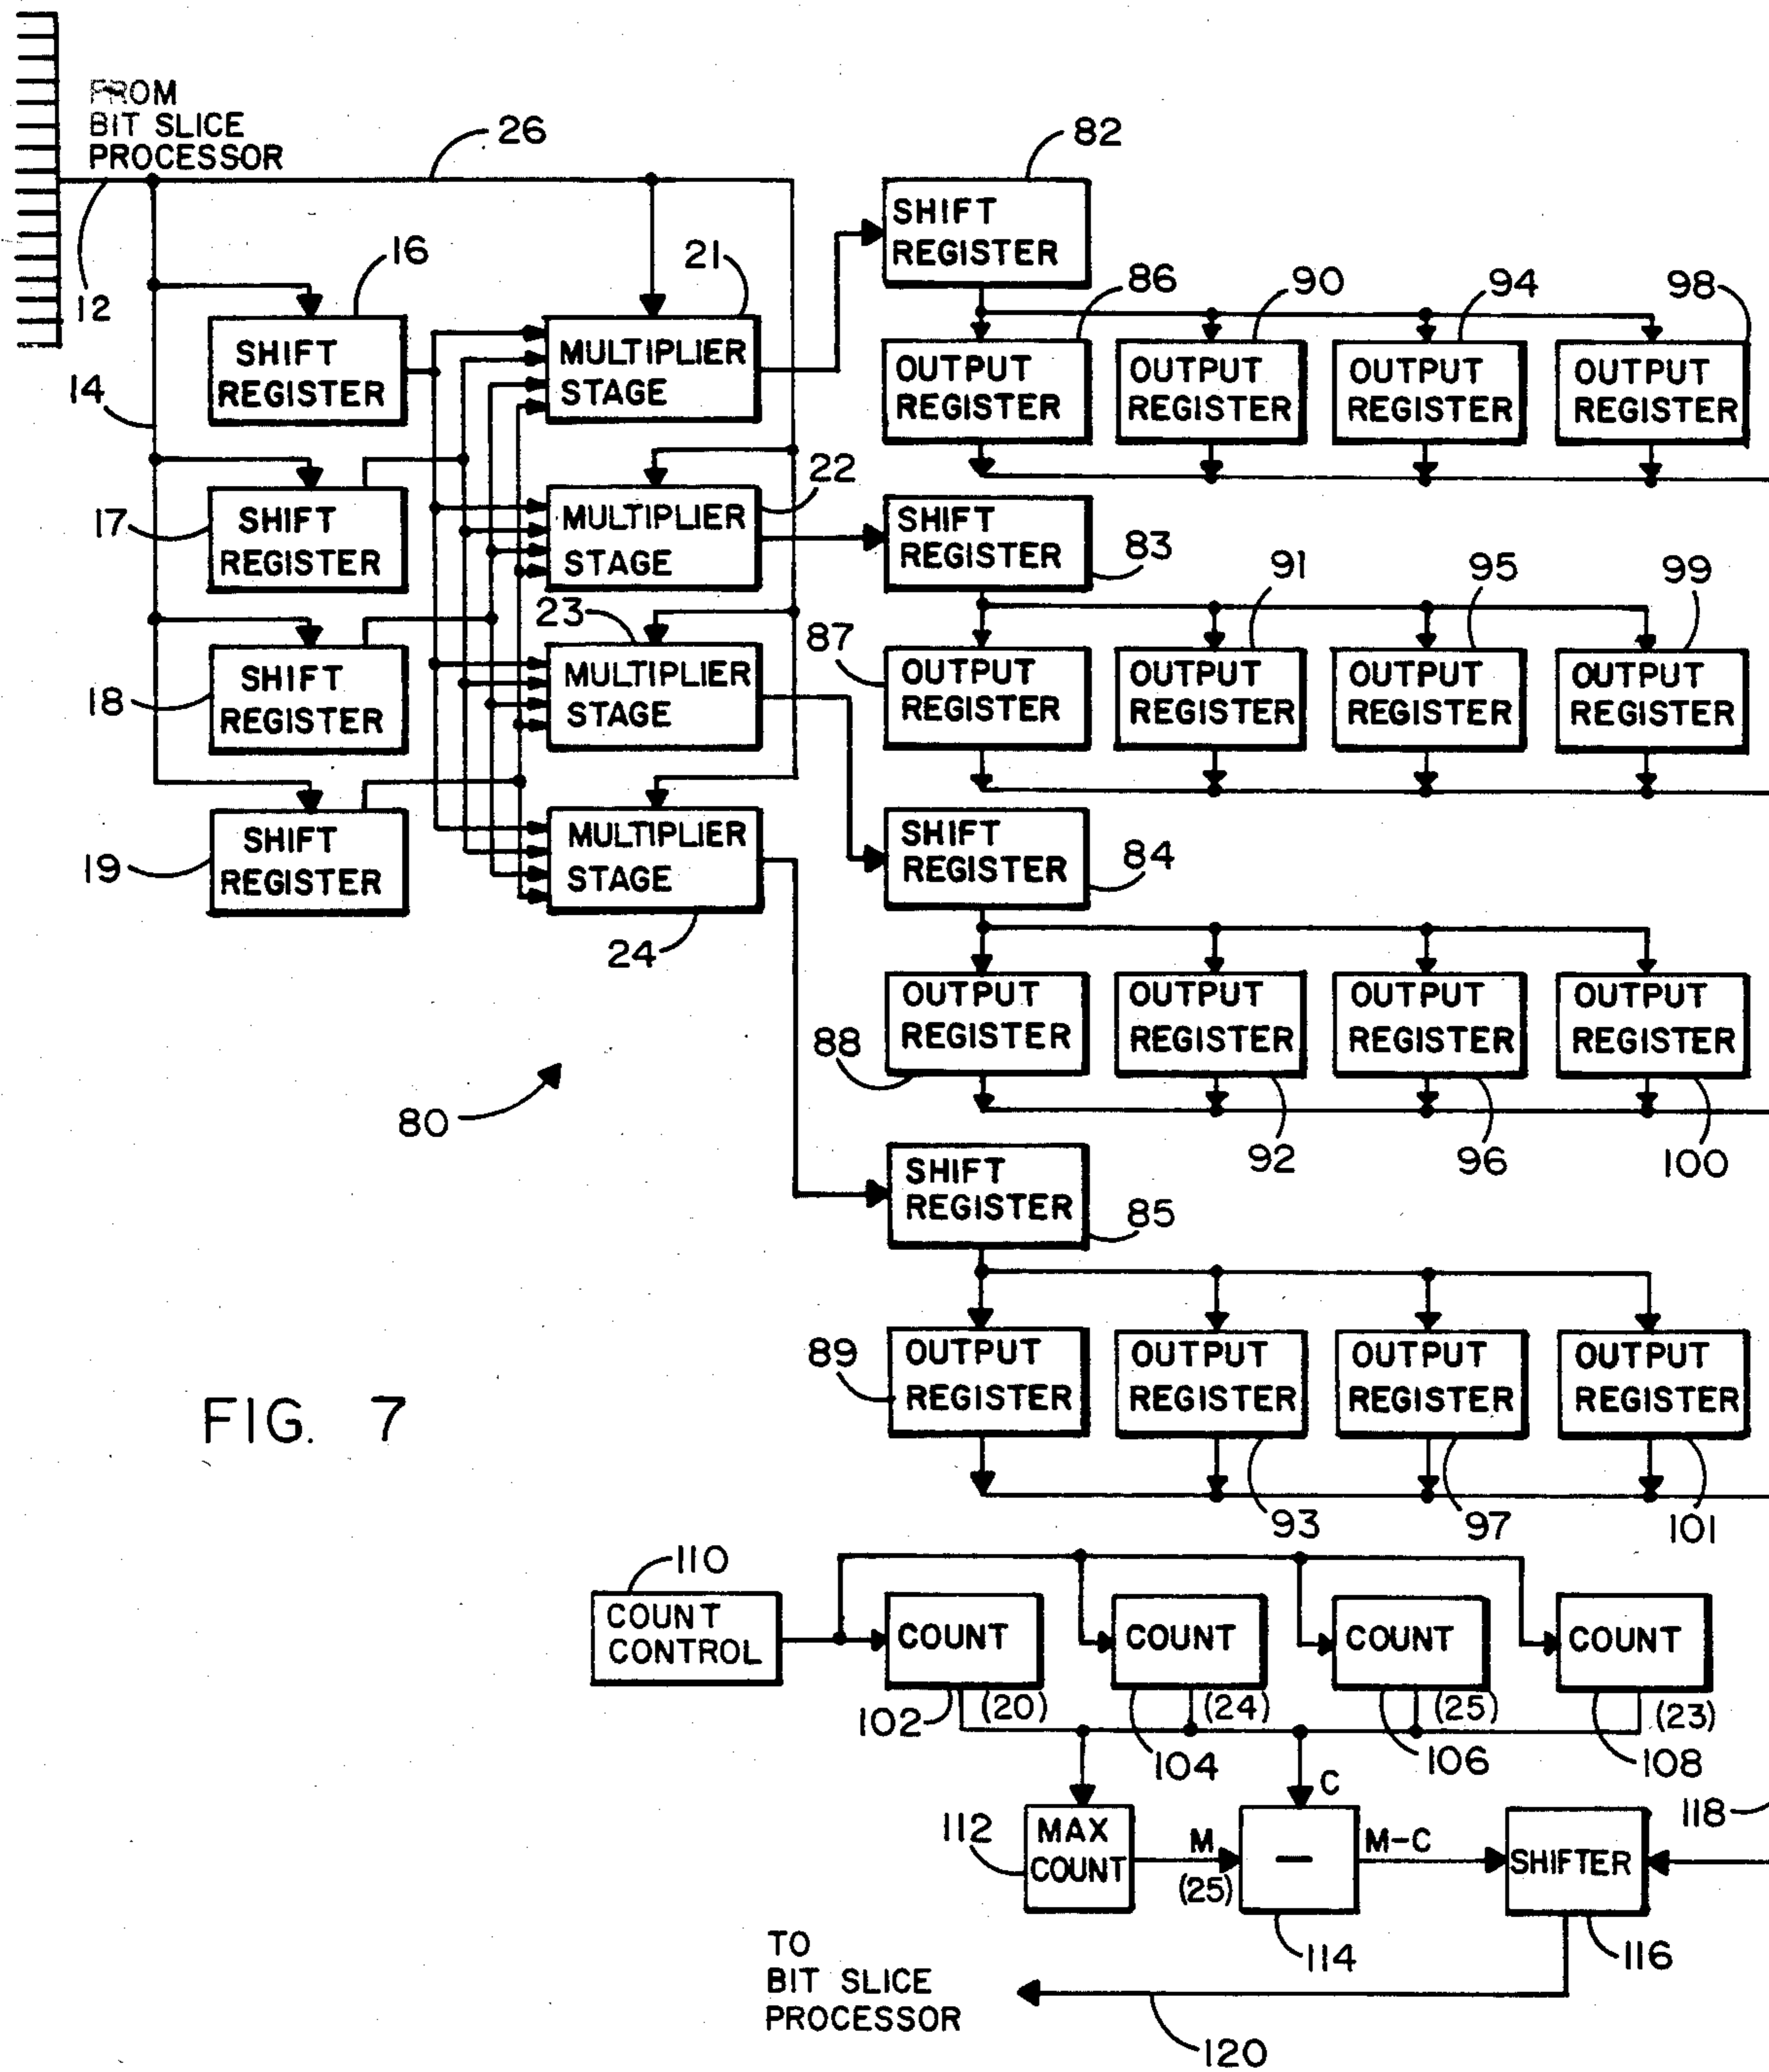 FROM
BIT SLICE
PROCESSOR
26
82
12
16
21
SHIFT
REGISTER
86
90
94
98
14
SHIFT
REGISTER
MULTIPLIER
STAGE
OUTPUT
REGISTER
OUTPUT
REGISTER
OUTPUT
REGISTER
OUTPUT
REGISTER
17
SHIFT
REGISTER
MULTIPLIER
STAGE
22
SHIFT
REGISTER
83
23
91
95
99
18
SHIFT
REGISTER
MULTIPLIER
STAGE
87
OUTPUT
REGISTER
OUTPUT
REGISTER
OUTPUT
REGISTER
OUTPUT
REGISTER
19
SHIFT
REGISTER
MULTIPLIER
STAGE
24
SHIFT
REGISTER
84
80
88
OUTPUT
REGISTER
OUTPUT
REGISTER
92
OUTPUT
REGISTER
96
OUTPUT
REGISTER
100
SHIFT
REGISTER
85
FIG. 7
89
OUTPUT
REGISTER
OUTPUT
REGISTER
93
OUTPUT
REGISTER
97
OUTPUT
REGISTER
101
110
COUNT
CONTROL
COUNT
102
(20)
COUNT
104
(24)
COUNT
106
(25)
COUNT
108
(23)
112
MAX
COUNT
M
(25)
C
—
114
M-C
SHIFTER
116
118
TO
BIT SLICE
PROCESSOR
120